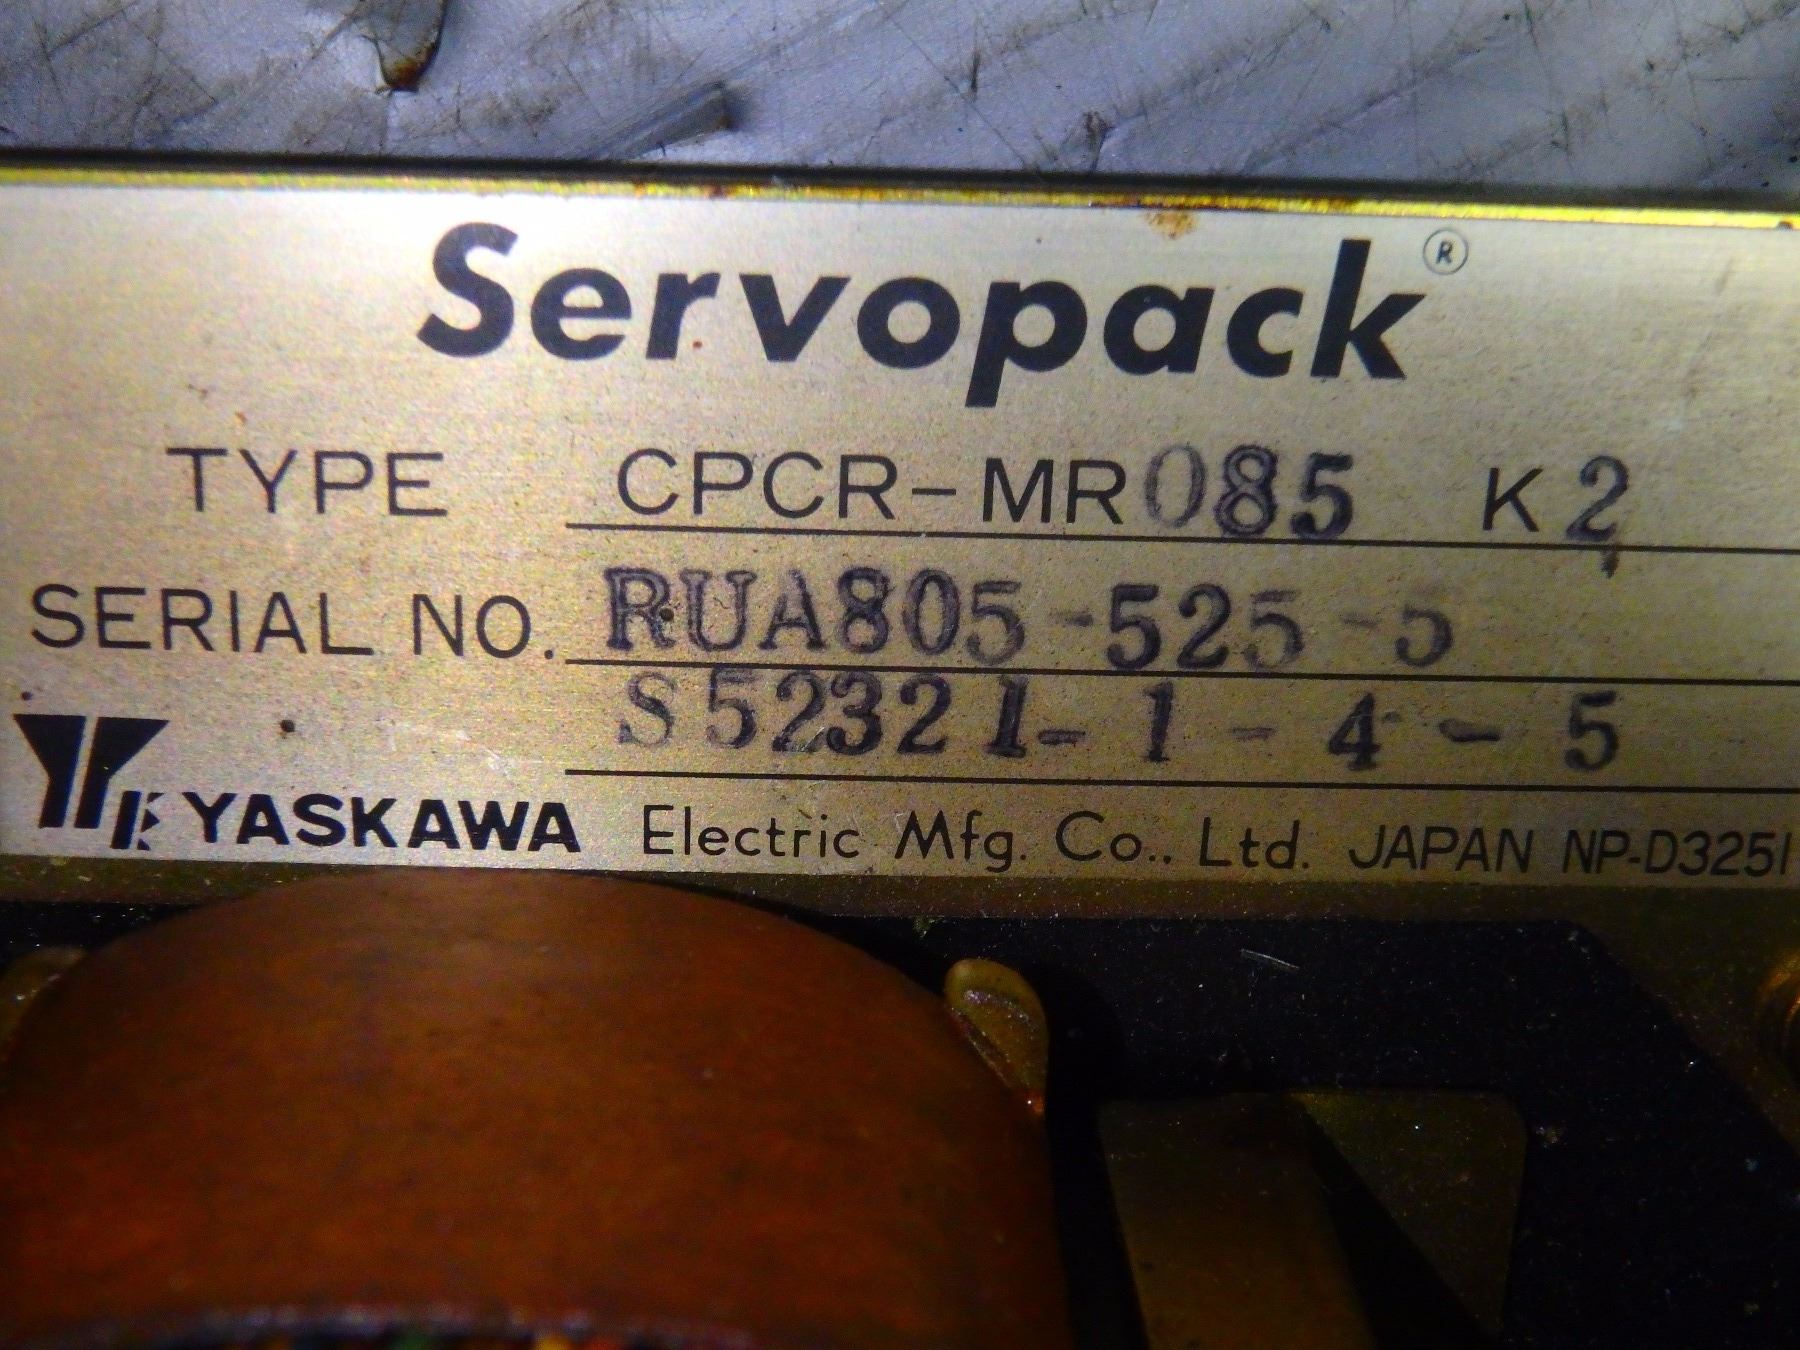 Servopack®
TYPE CPCR-MR085 K2
SERIAL NO. RUA805-525-5
S52321-1-4-5
YE YASKAWA Electric Mfg. Co., Ltd. JAPAN NP-D3251